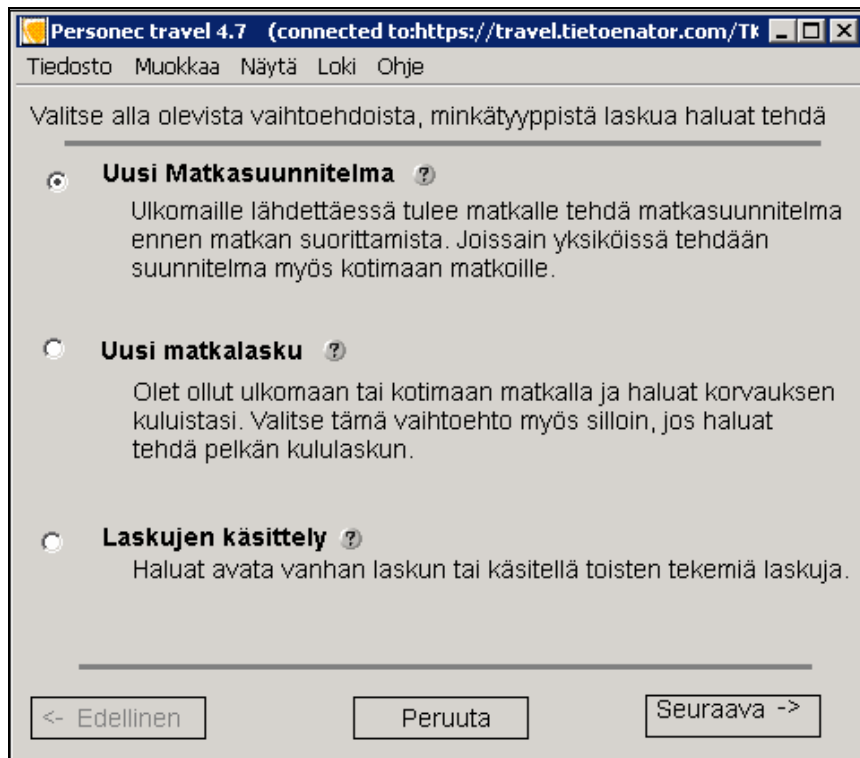 Personec travel 4.7 (connected to:https://travel.tietoenator.com/TK
Tiedosto Muokkaa Näytä Loki Ohje
Valitse alla olevista vaihtoehdoista, minkätyyppistä laskua haluat tehdä
Uusi Matkasuunnitelma ?
Ulkomaille lähdettäessä tulee matkalle tehdä matkasuunnitelma
ennen matkan suorittamista. Joissain yksiköissä tehdään
suunnitelma myös kotimaan matkoille.
Uusi matkalasku ?
Olet ollut ulkomaan tai kotimaan matkalla ja haluat korvauksen
kuluistasi. Valitse tämä vaihtoehto myös silloin, jos haluat
tehdä pelkän kululaskun.
Laskujen käsittely ?
Haluat avata vanhan laskun tai käsitellä toisten tekemiä laskuja.
<- Edellinen Peruuta Seuraava ->